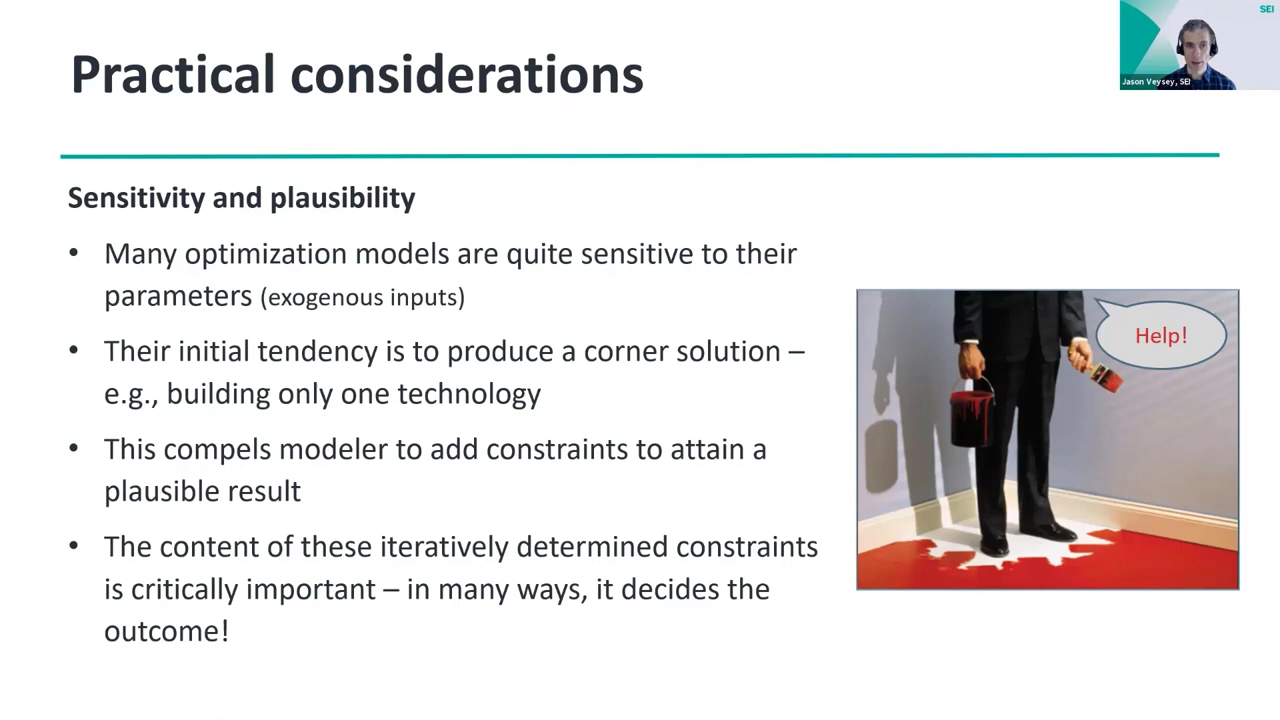 Practical considerations
SEI
Jason Veysey, SEI
Sensitivity and plausibility
• Many optimization models are quite sensitive to their
parameters (exogenous inputs)
• Their initial tendency is to produce a corner solution –
e.g., building only one technology
• This compels modeler to add constraints to attain a
plausible result
• The content of these iteratively determined constraints
is critically important – in many ways, it decides the
outcome!
Help!